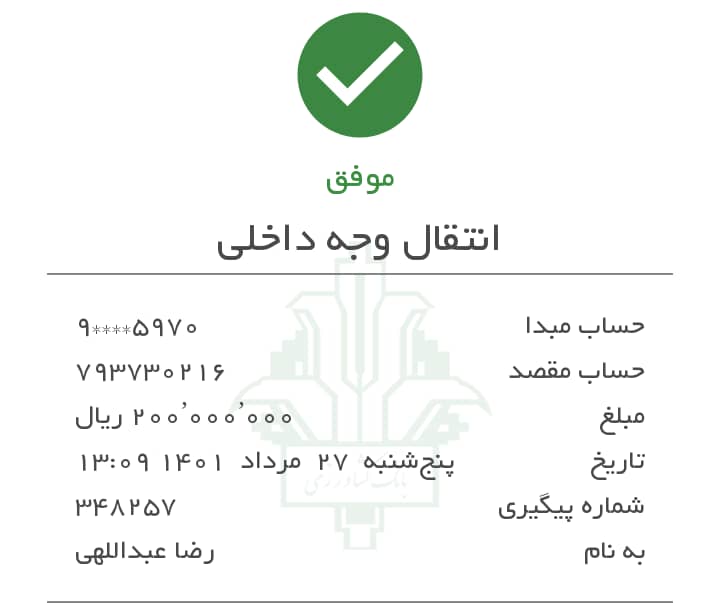 موفق
انتقال وجه داخلی
حساب مبدا ۹****۵۹۷۰
حساب مقصد ۷۹۳۷۳۰۲۱۶
مبلغ ۲۰۰٬۰۰۰٬۰۰۰ ریال
تاریخ پنج‌شنبه ۲۷ مرداد ۱۴۰۱ ۱۳:۰۹
شماره پیگیری ۳۴۸۲۵۷
به نام رضا عبداللهی
بانک کشاورزی